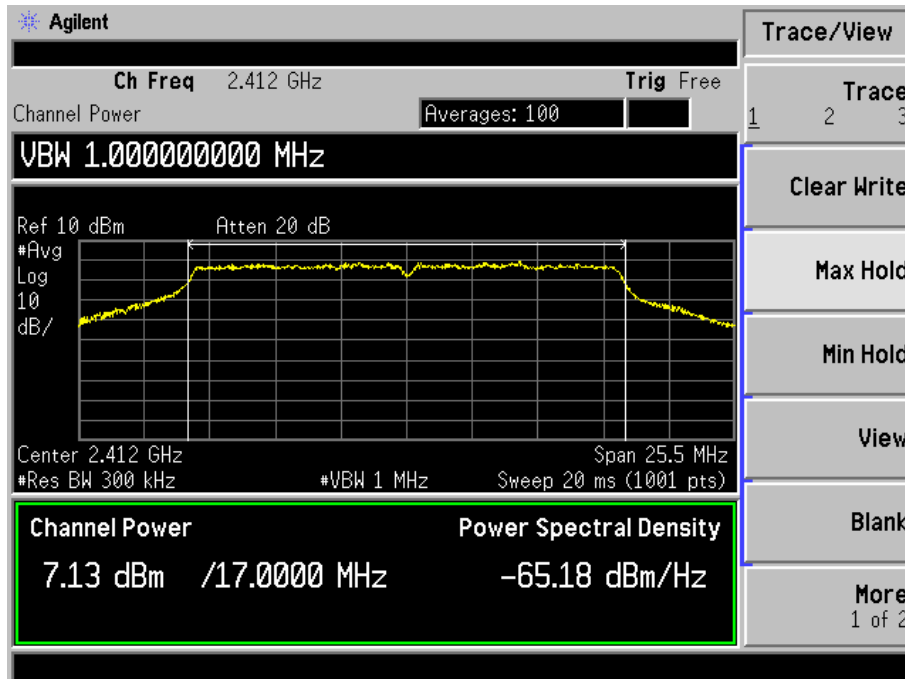 Agilent
Trace/View
Ch Freq 2.412 GHz Trig Free
Channel Power Averages: 100
VBW 1.000000000 MHz
Ref 10 dBm Atten 20 dB
#Avg
Log
10
dB/
Center 2.412 GHz Span 25.5 MHz
#Res BW 300 kHz #VBW 1 MHz Sweep 20 ms (1001 pts)
Channel Power Power Spectral Density
7.13 dBm /17.0000 MHz -65.18 dBm/Hz
Trace
1 2 3
Clear Write
Max Hold
Min Hold
View
Blank
More
1 of 2